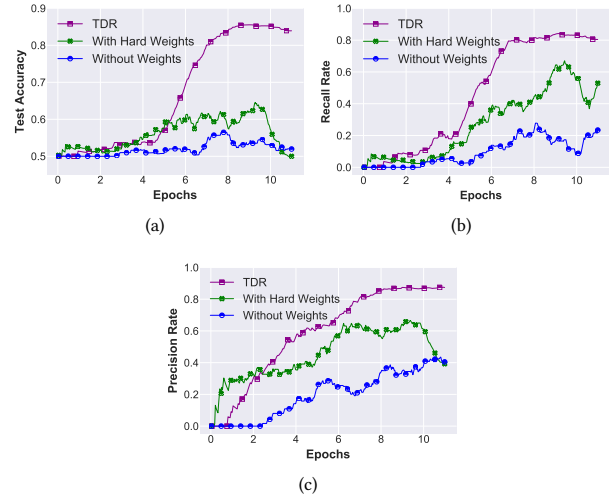 0.9
0.8
0.7
0.6
0.5
Test Accuracy
TDR
With Hard Weights
Without Weights
0 2 4 6 8 10
Epochs
(a)
1.0
0.8
0.6
0.4
0.2
0.0
Recall Rate
TDR
With Hard Weights
Without Weights
0 2 4 6 8 10
Epochs
(b)
1.0
0.8
0.6
0.4
0.2
0.0
Precision Rate
TDR
With Hard Weights
Without Weights
0 2 4 6 8 10
Epochs
(c)